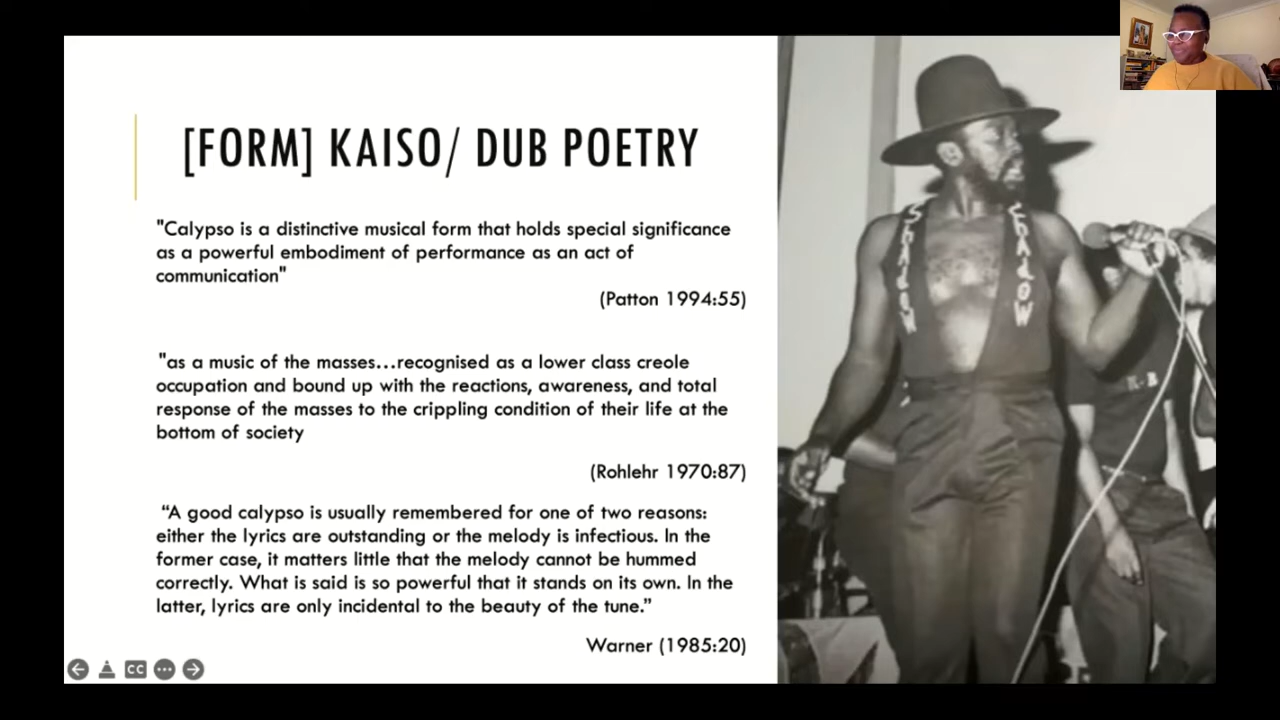 [FORM] KAISO/ DUB POETRY
"Calypso is a distinctive musical form that holds special significance
as a powerful embodiment of performance as an act of
communication"
(Patton 1994:55)
"as a music of the masses...recognised as a lower class creole
occupation and bound up with the reactions, awareness, and total
response of the masses to the crippling condition of their life at the
bottom of society
(Rohlehr 1970:87)
“A good calypso is usually remembered for one of two reasons:
either the lyrics are outstanding or the melody is infectious. In the
former case, it matters little that the melody cannot be hummed
correctly. What is said is so powerful that it stands on its own. In the
latter, lyrics are only incidental to the beauty of the tune.”
Warner (1985:20)
ShAdoW
ShAdoW
CC